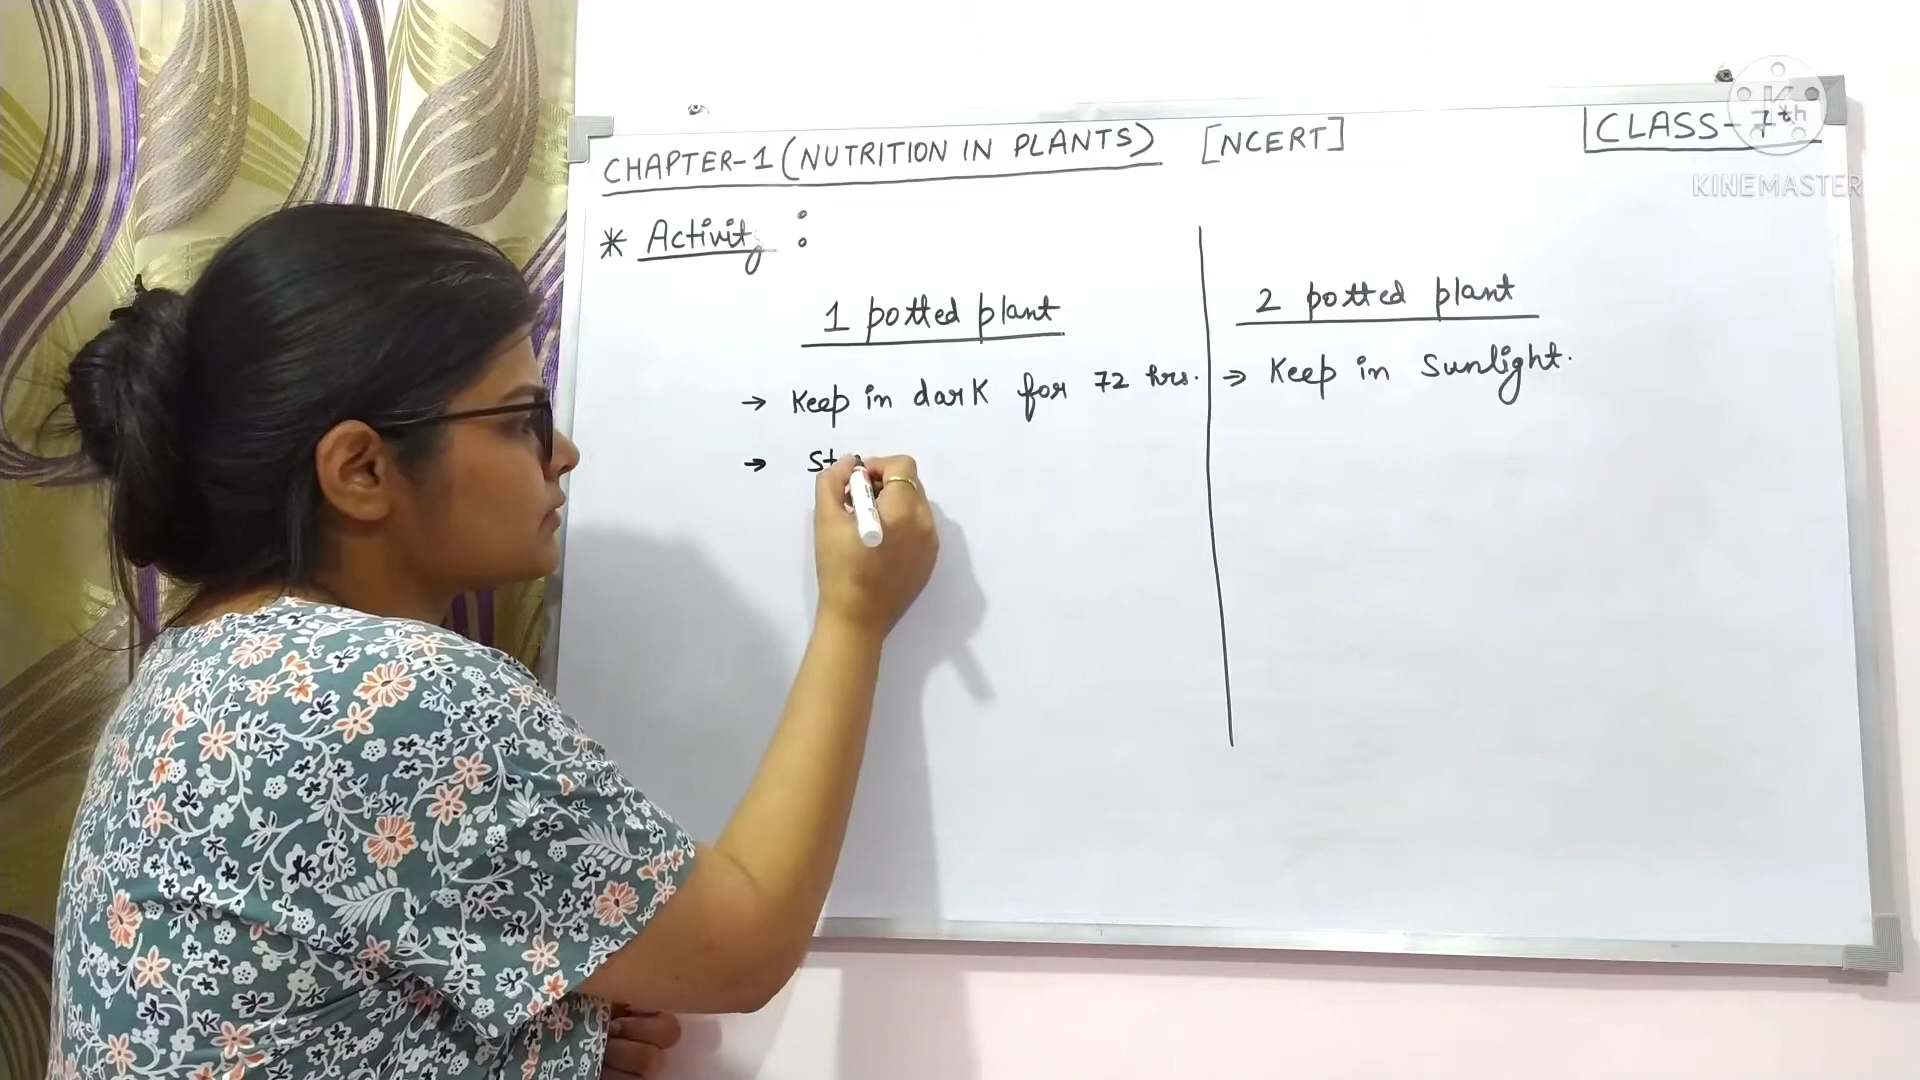 CHAPTER-1 (NUTRITION IN PLANTS) [NCERT]
CLASS-7th
KINEMASTER
* Activity :
1 potted plant
→ Keep in dark for 72 hrs.
→ St
2 potted plant
→ Keep in Sunlight.